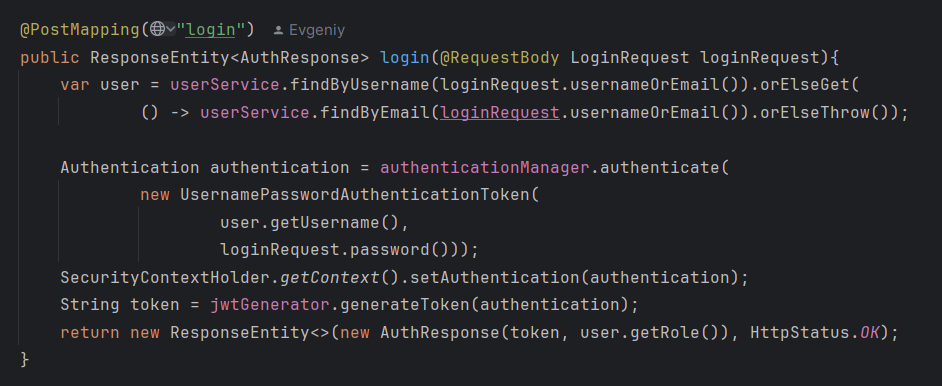 @PostMapping("login") Evgeniy
public ResponseEntity<AuthResponse> login(@RequestBody LoginRequest loginRequest){
    var user = userService.findByUsername(loginRequest.usernameOrEmail()).orElseGet(
            () -> userService.findByEmail(loginRequest.usernameOrEmail()).orElseThrow());
    Authentication authentication = authenticationManager.authenticate(
            new UsernamePasswordAuthenticationToken(
                    user.getUsername(),
                    loginRequest.password()));
    SecurityContextHolder.getContext().setAuthentication(authentication);
    String token = jwtGenerator.generateToken(authentication);
    return new ResponseEntity<>(new AuthResponse(token, user.getRole()), HttpStatus.OK);
}